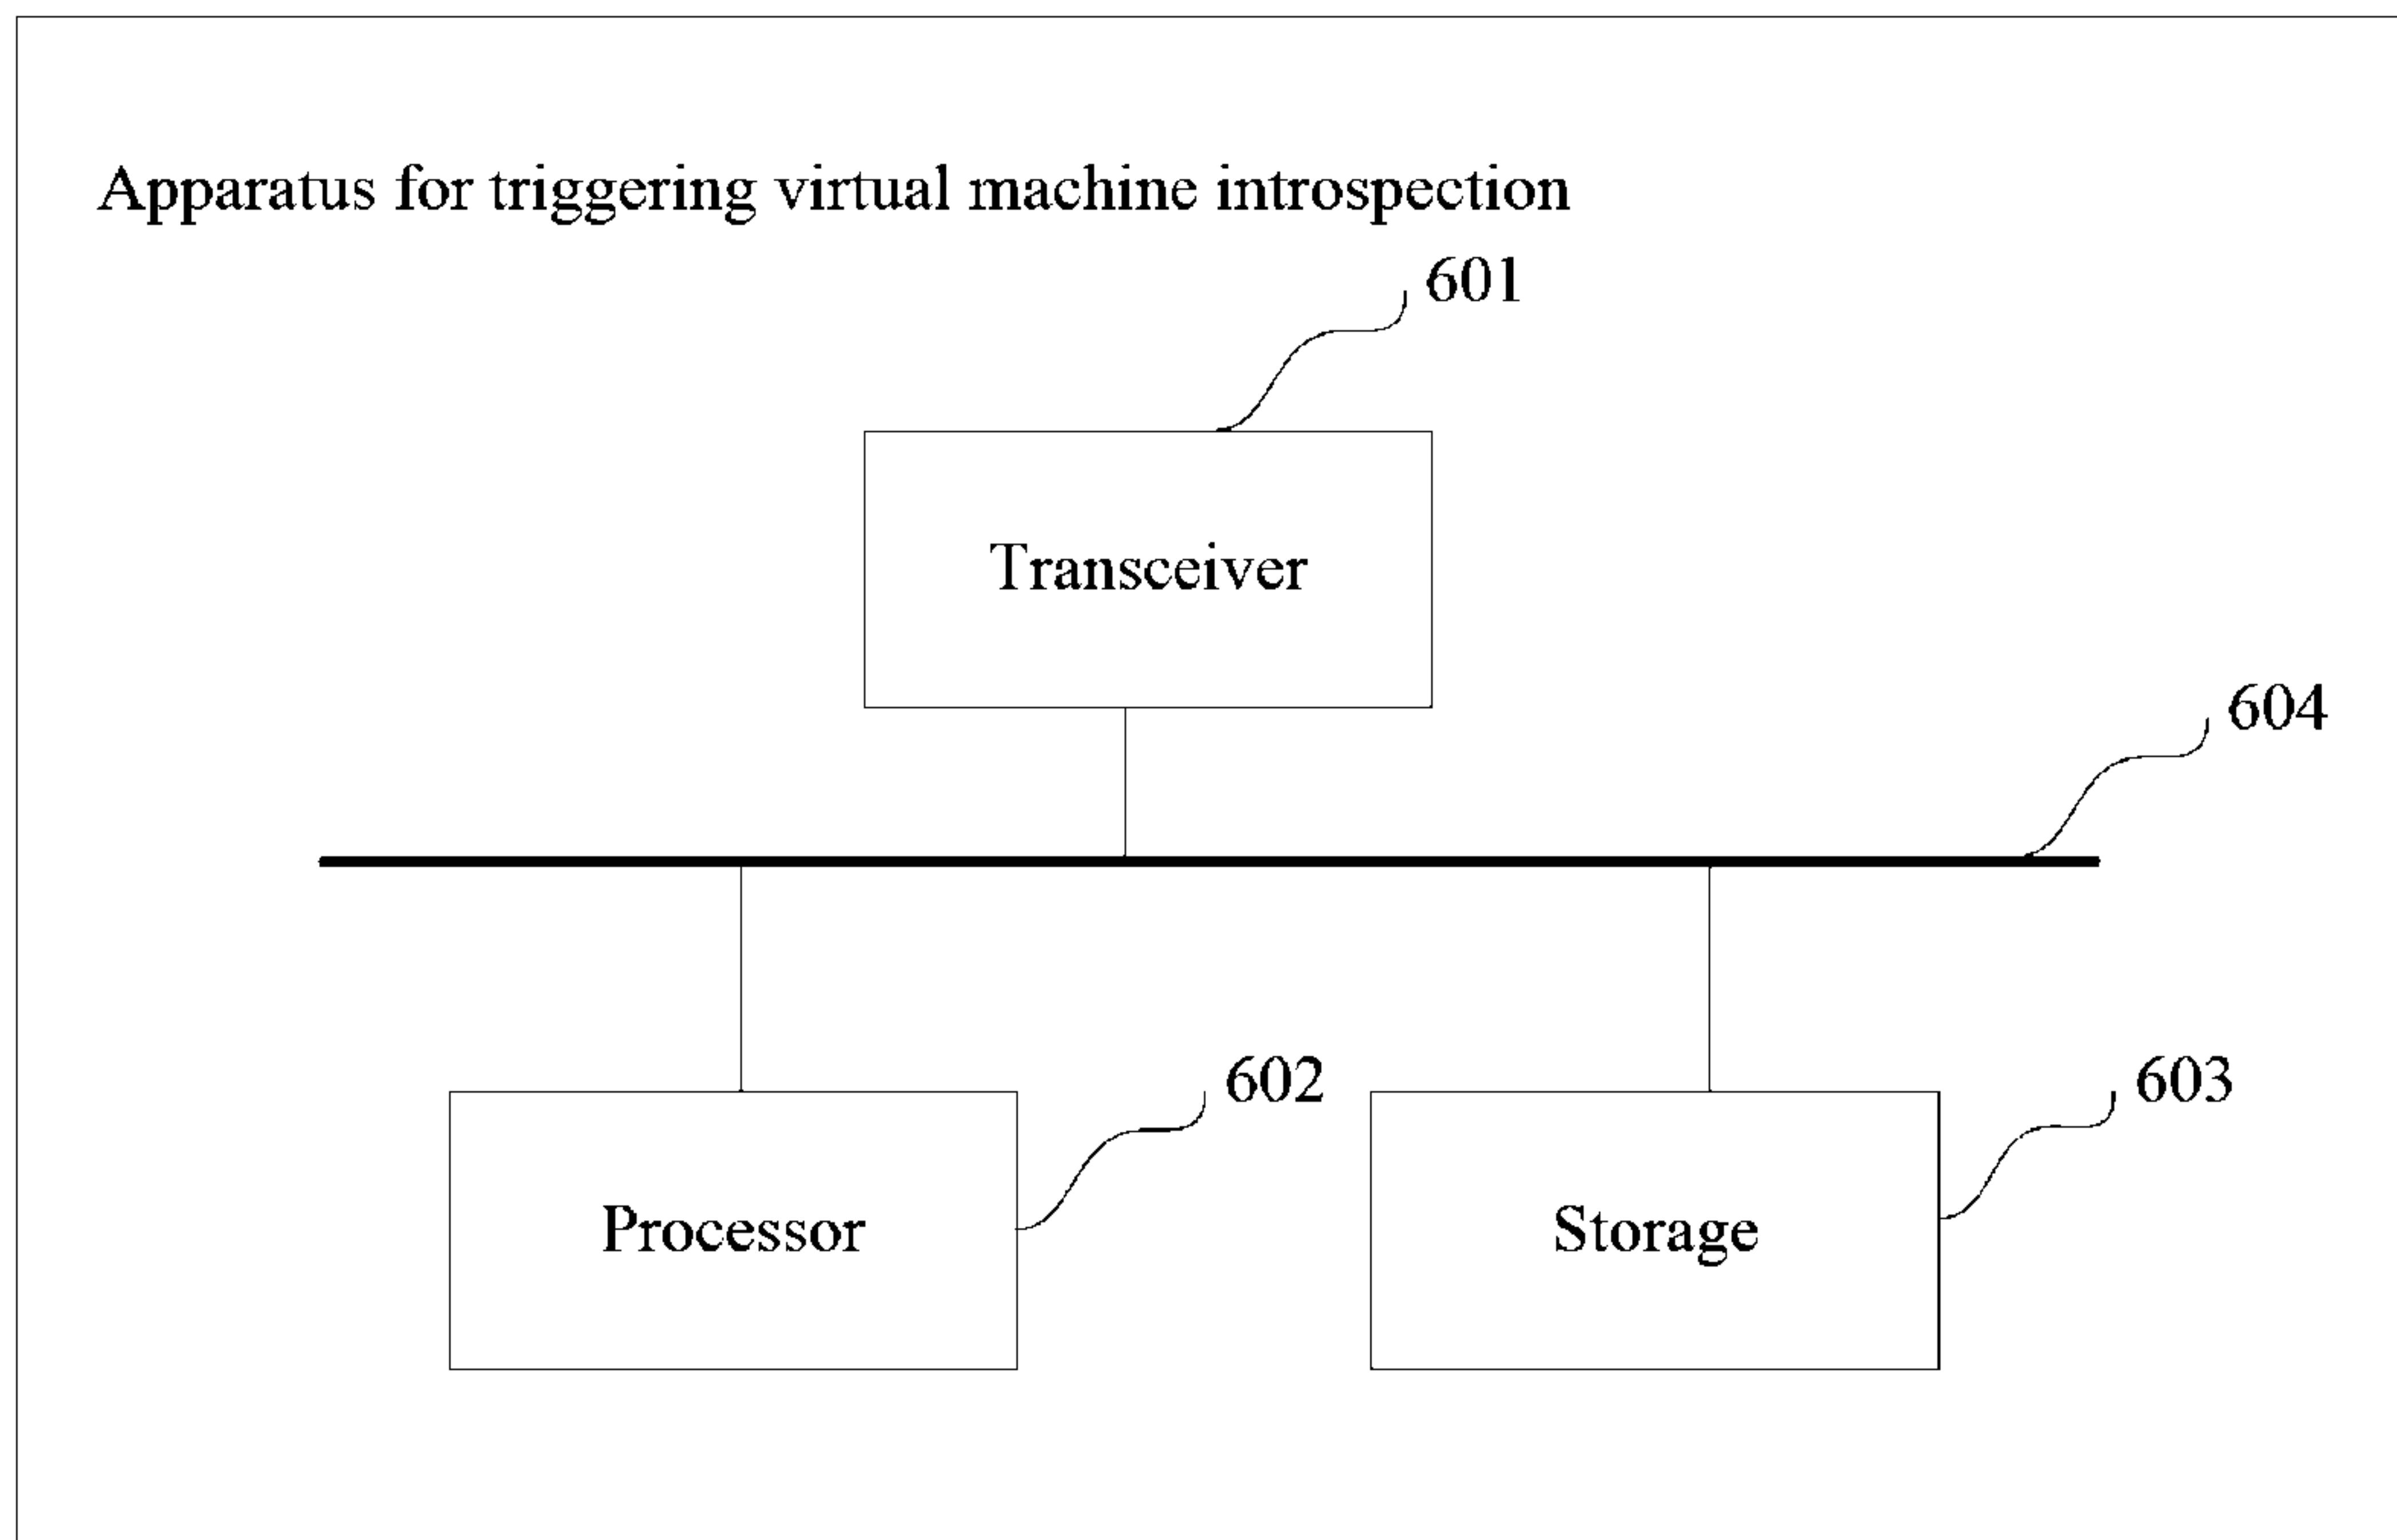 Apparatus for triggering virtual machine introspection
601
Transceiver
604
602
603
Processor
Storage